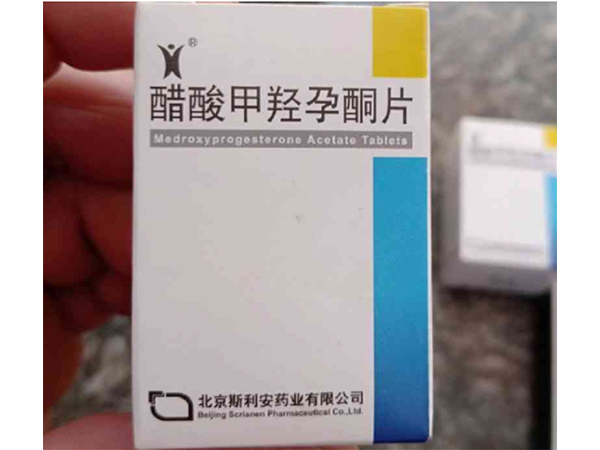 ®
醋酸甲羟孕酮片
Medroxyprogesterone Acetate Tablets
北京斯利安药业有限公司
Beijing Scrianen Pharmaceutical Co.,Ltd.